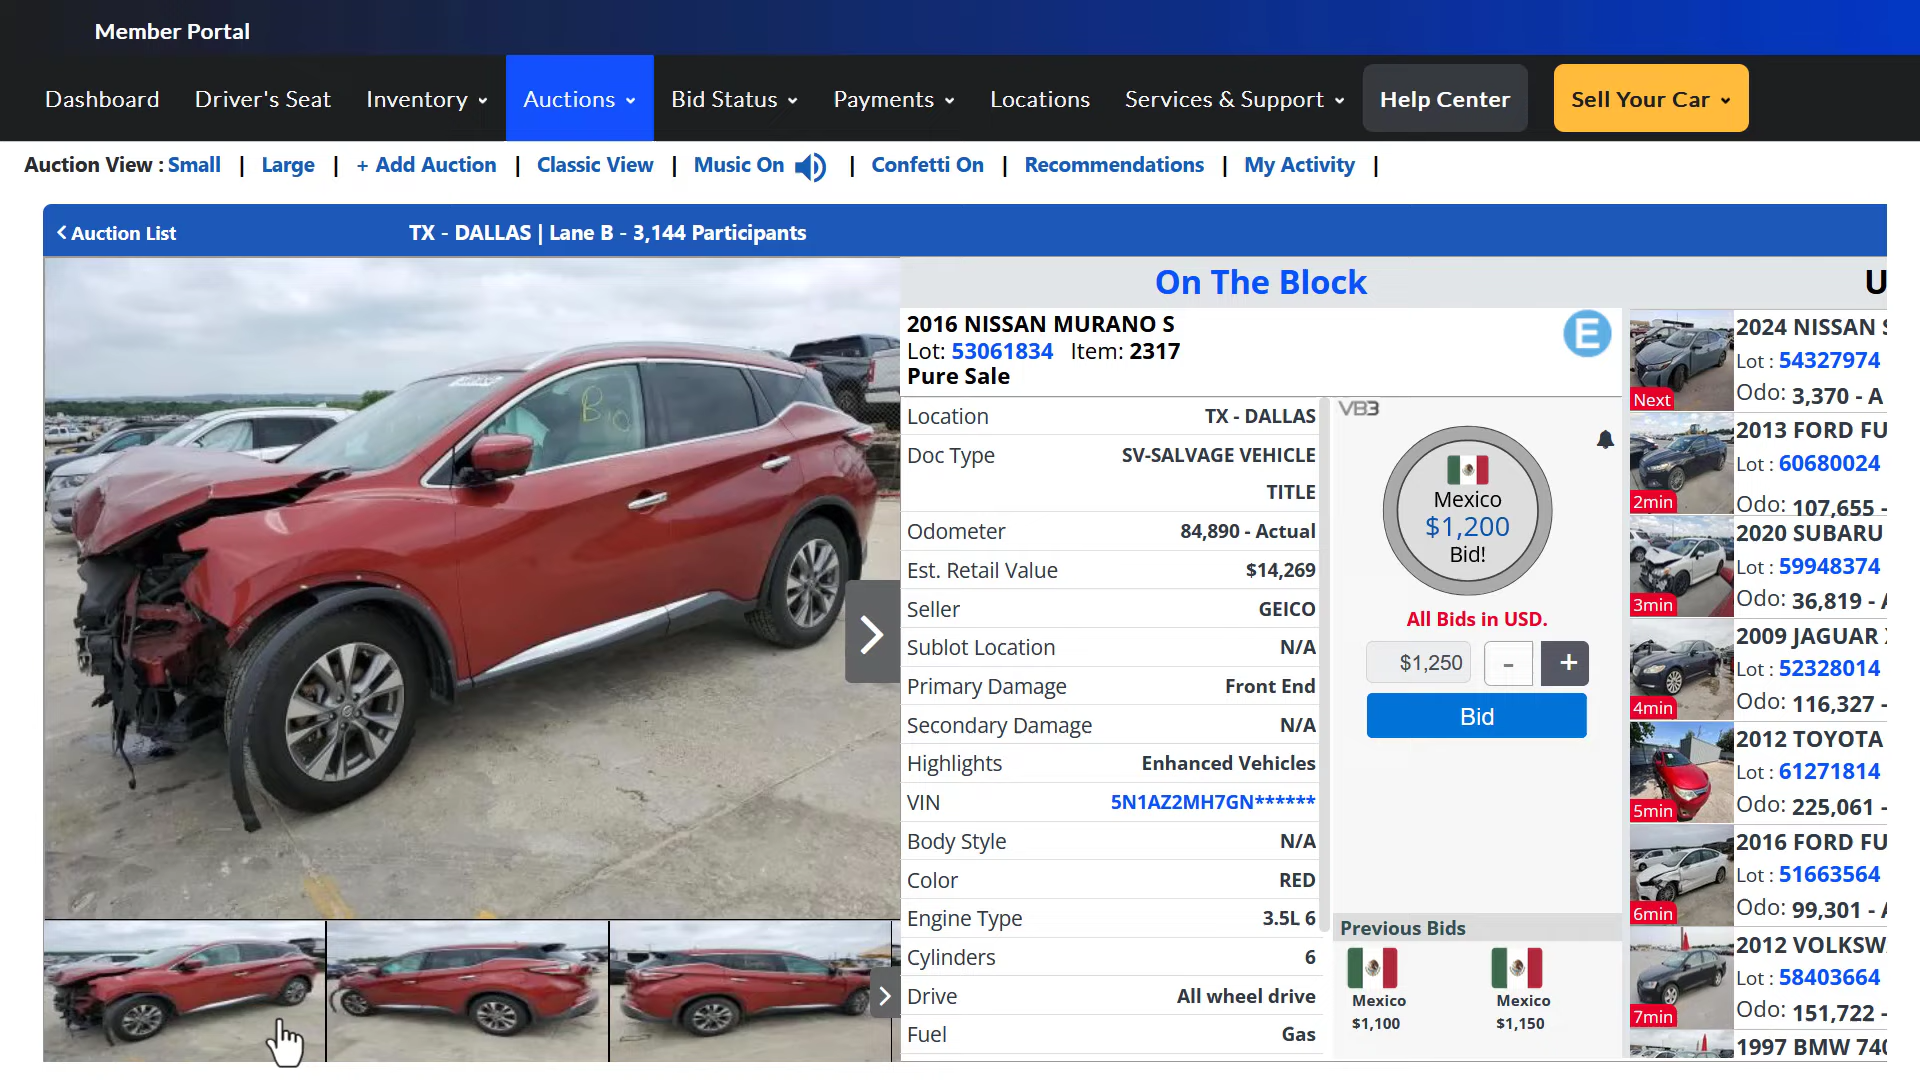 Member Portal
Dashboard Driver's Seat Inventory Auctions Bid Status Payments Locations Services & Support Help Center Sell Your Car
Auction View : Small | Large | + Add Auction | Classic View | Music On | Confetti On | Recommendations | My Activity |
Auction List
TX - DALLAS | Lane B - 3,144 Participants
B10
On The Block
2016 NISSAN MURANO S
Lot: 53061834 Item: 2317
Pure Sale
E
Location TX - DALLAS
Doc Type SV-SALVAGE VEHICLE
TITLE
Odometer 84,890 - Actual
Est. Retail Value $14,269
Seller GEICO
Sublot Location N/A
Primary Damage Front End
Secondary Damage N/A
Highlights Enhanced Vehicles
VIN 5N1AZ2MH7GN******
Body Style N/A
Color RED
Engine Type 3.5L 6
Cylinders 6
Drive All wheel drive
Fuel Gas
VB3
Mexico
$1,200
Bid!
All Bids in USD.
$1,250 - +
Bid
Previous Bids
Mexico
$1,100
Mexico
$1,150
U
Next
2024 NISSAN S
Lot : 54327974
Odo: 3,370 - A
2min
2013 FORD FU
Lot : 60680024
Odo: 107,655 -
3min
2020 SUBARU
Lot : 59948374
Odo: 36,819 - A
4min
2009 JAGUAR X
Lot : 52328014
Odo: 116,327 -
5min
2012 TOYOTA
Lot : 61271814
Odo: 225,061 -
6min
2016 FORD FU
Lot : 51663564
Odo: 99,301 - A
7min
2012 VOLKSW
Lot : 58403664
Odo: 151,722 -
1997 BMW 740